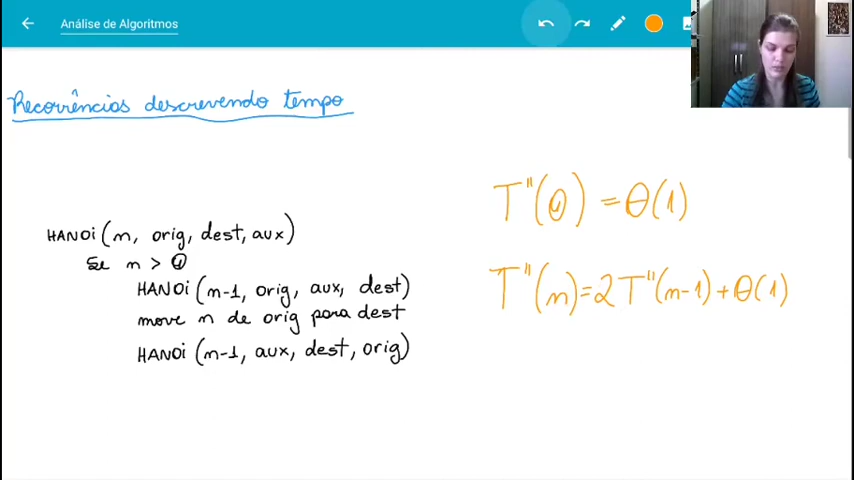 Análise de Algoritmos
Recorrências descrevendo tempo
HANOi (n, orig, dest, aux)
se n > 0
HANOi (n-1, orig, aux, dest)
move n de orig para dest
HANOi (n-1, aux, dest, orig)
T"(0) = Θ(1)
T"(n) = 2T"(n-1) + Θ(1)